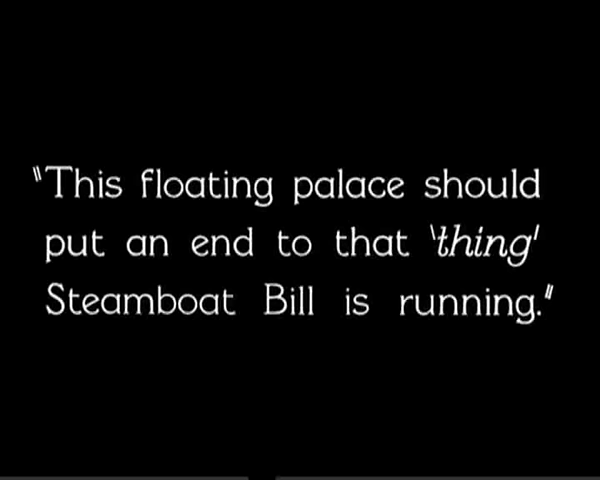 "This floating palace should
put an end to that 'thing'
Steamboat Bill is running."